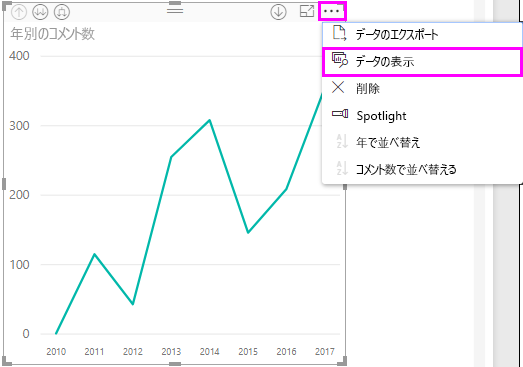 年別のコメント数
データのエクスポート
データの表示
削除
Spotlight
年で並べ替え
コメント数で並べ替える
400
300
200
100
0
2010 2011 2012 2013 2014 2015 2016 2017